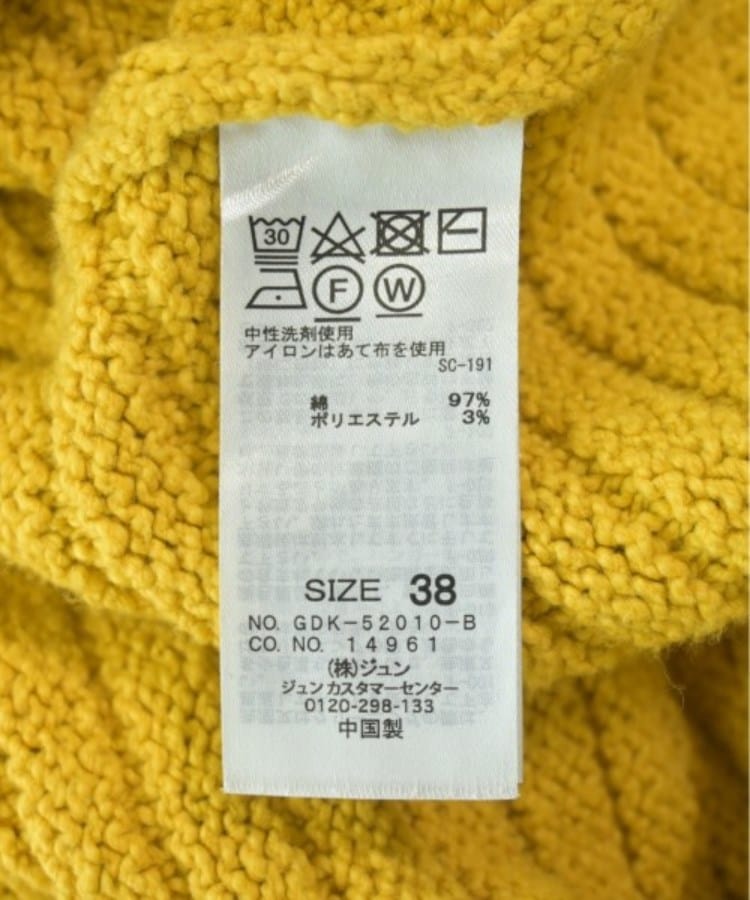 30
F W
中性洗剤使用
アイロンはあて布を使用
SC-191
綿 97%
ポリエステル 3%
SIZE 38
NO. GDK-52010-B
CO. NO. 14961
(株)ジュン
ジュン カスタマーセンター
0120-298-133
中国製